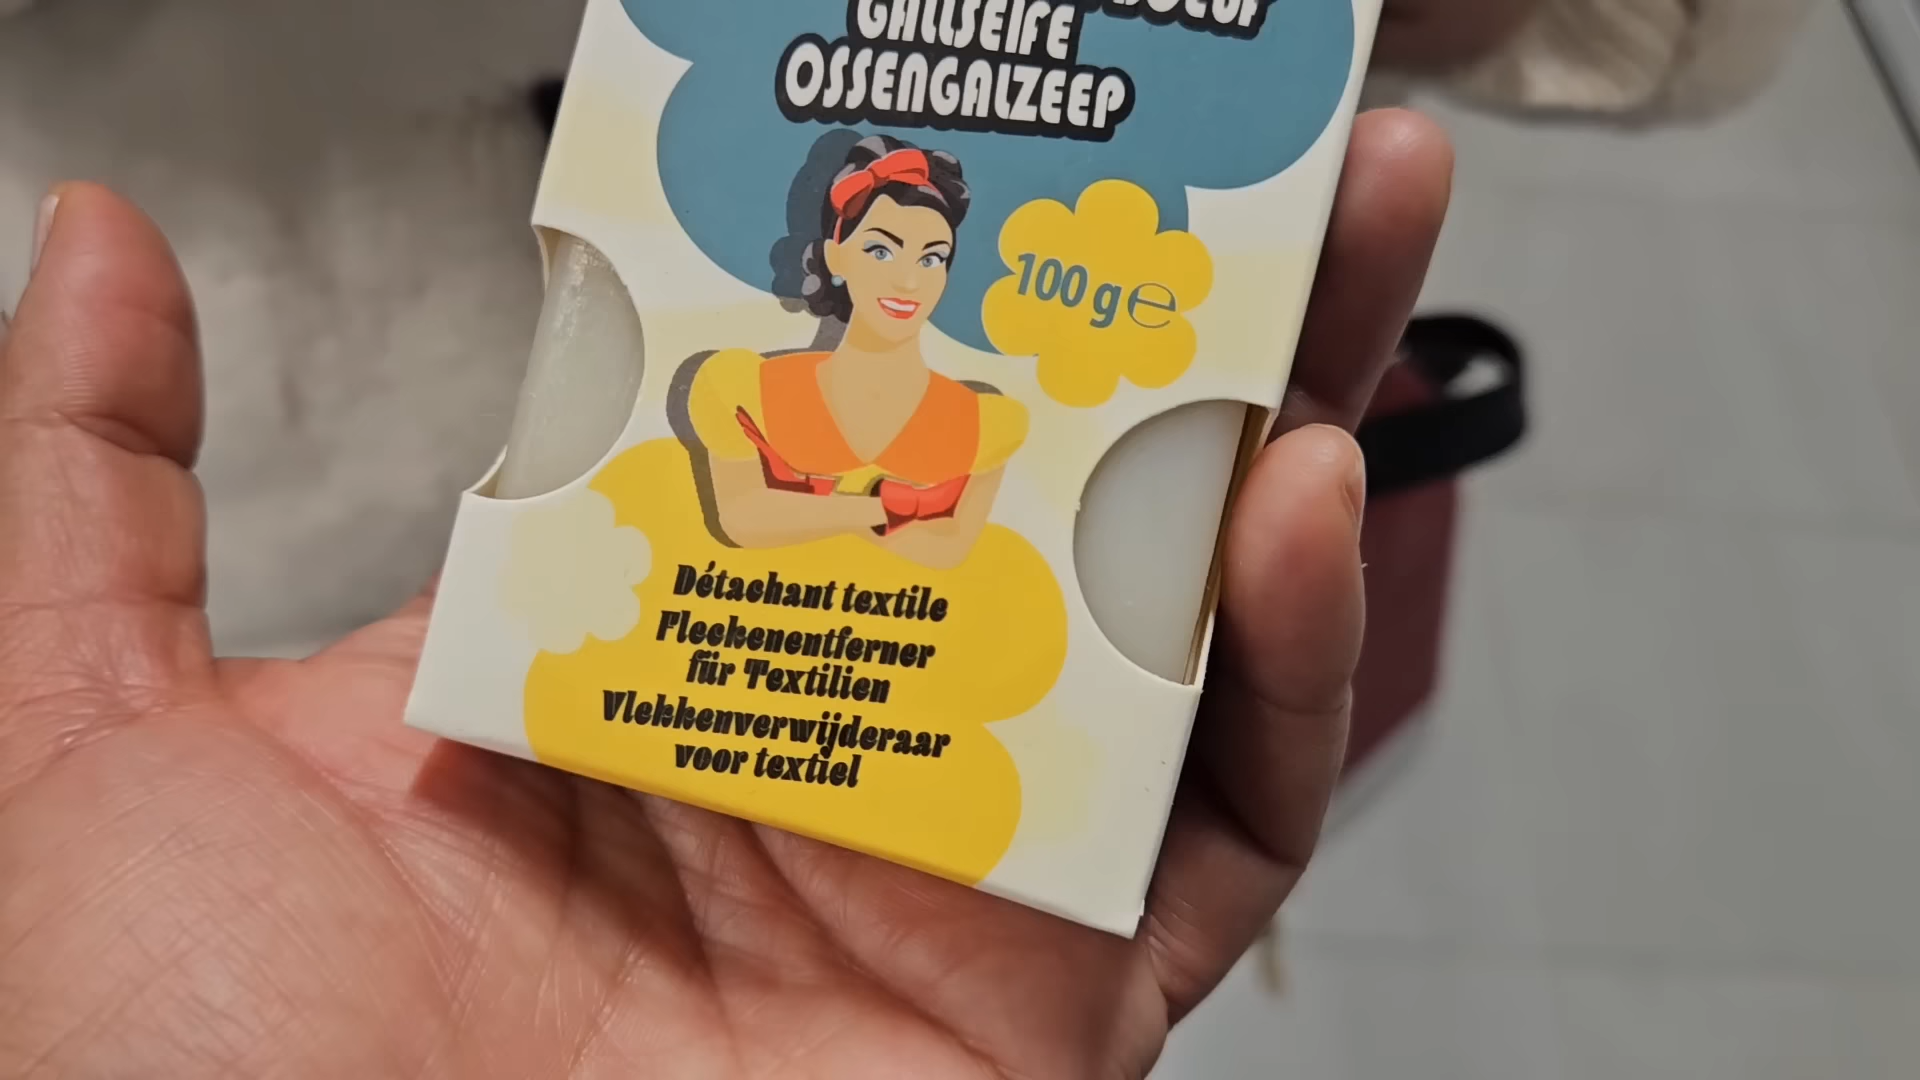 GALLSEIFE
OSSENGALZEEP
100 g ℮
Détachant textile
Fleckenentferner
für Textilien
Vlekkenverwijderaar
voor textiel